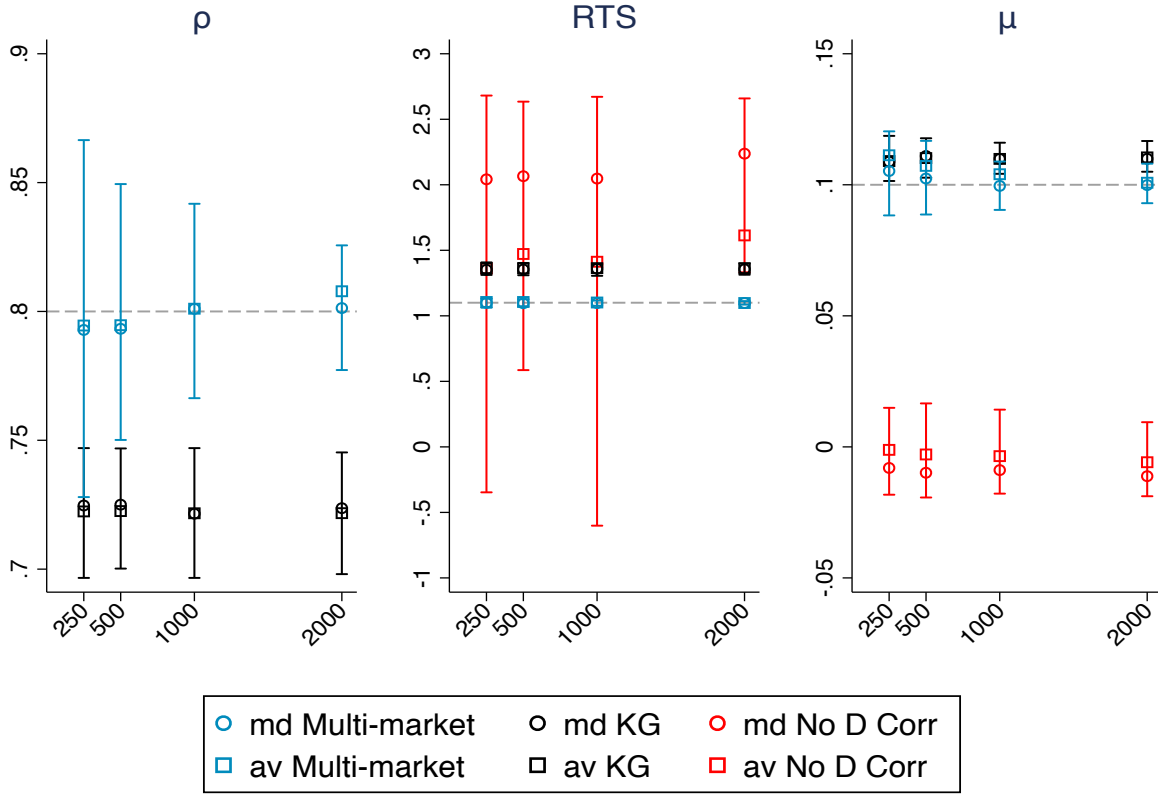 ρ RTS μ
.9 3 .15
2.5
.85 2 .1
1.5
.8 1 .05
.5
.75 0 0
-.5
.7 -1 -.05
250 500 1000 2000 250 500 1000 2000 250 500 1000 2000
md Multi-market md KG md No D Corr
av Multi-market av KG av No D Corr